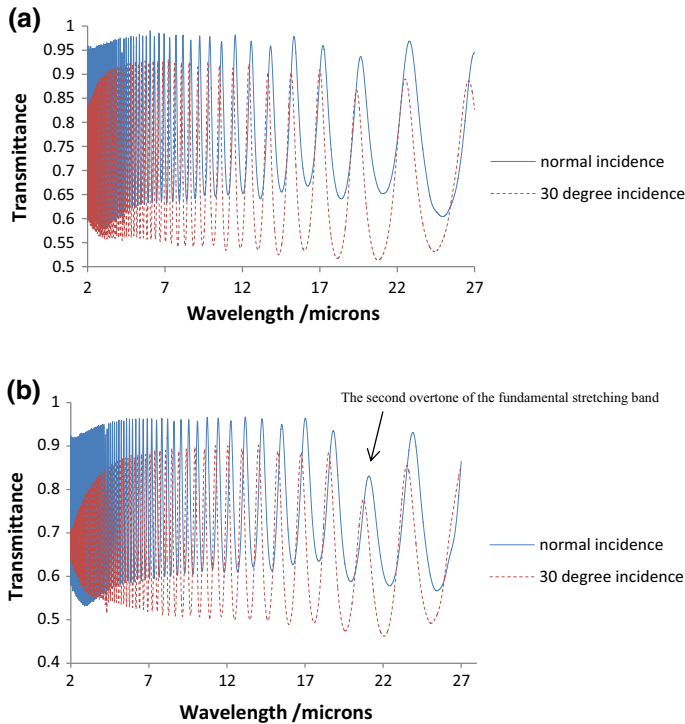 (a)
1
0.95
0.9
0.85
0.8
0.75
0.7
0.65
0.6
0.55
0.5
Transmittance
2 7 12 17 22 27
Wavelength /microns
normal incidence
30 degree incidence
(b)
The second overtone of the fundamental stretching band
1
0.9
0.8
0.7
0.6
0.5
0.4
Transmittance
2 7 12 17 22 27
Wavelength /microns
normal incidence
30 degree incidence